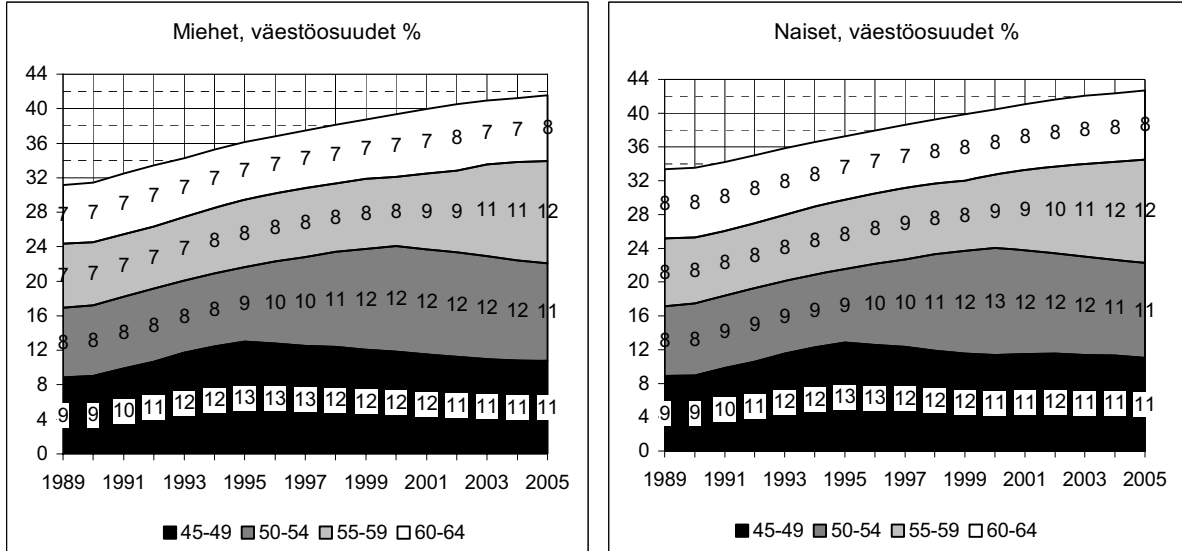 Miehet, väestöosuudet %
44
40
36
32
28
24
20
16
12
8
4
0
7 7 7 7 7 7 7 7 7 7 7 7 7 8 7 7 8
7 7 7 7 7 8 8 8 8 8 8 8 9 9 11 11 12
8 8 8 8 8 8 9 10 10 11 12 12 12 12 12 12 11
9 9 10 11 12 12 13 13 13 12 12 12 12 11 11 11 11
1989 1991 1993 1995 1997 1999 2001 2003 2005
45-49 50-54 55-59 60-64
Naiset, väestöosuudet %
44
40
36
32
28
24
20
16
12
8
4
0
8 8 8 8 8 8 7 7 7 8 8 8 8 8 8 8 8
8 8 8 8 8 8 8 8 9 8 8 9 9 10 11 12 12
8 8 9 9 9 9 9 10 10 11 12 13 12 12 12 11 11
9 9 10 11 12 12 13 13 12 12 12 11 11 12 11 11 11
1989 1991 1993 1995 1997 1999 2001 2003 2005
45-49 50-54 55-59 60-64